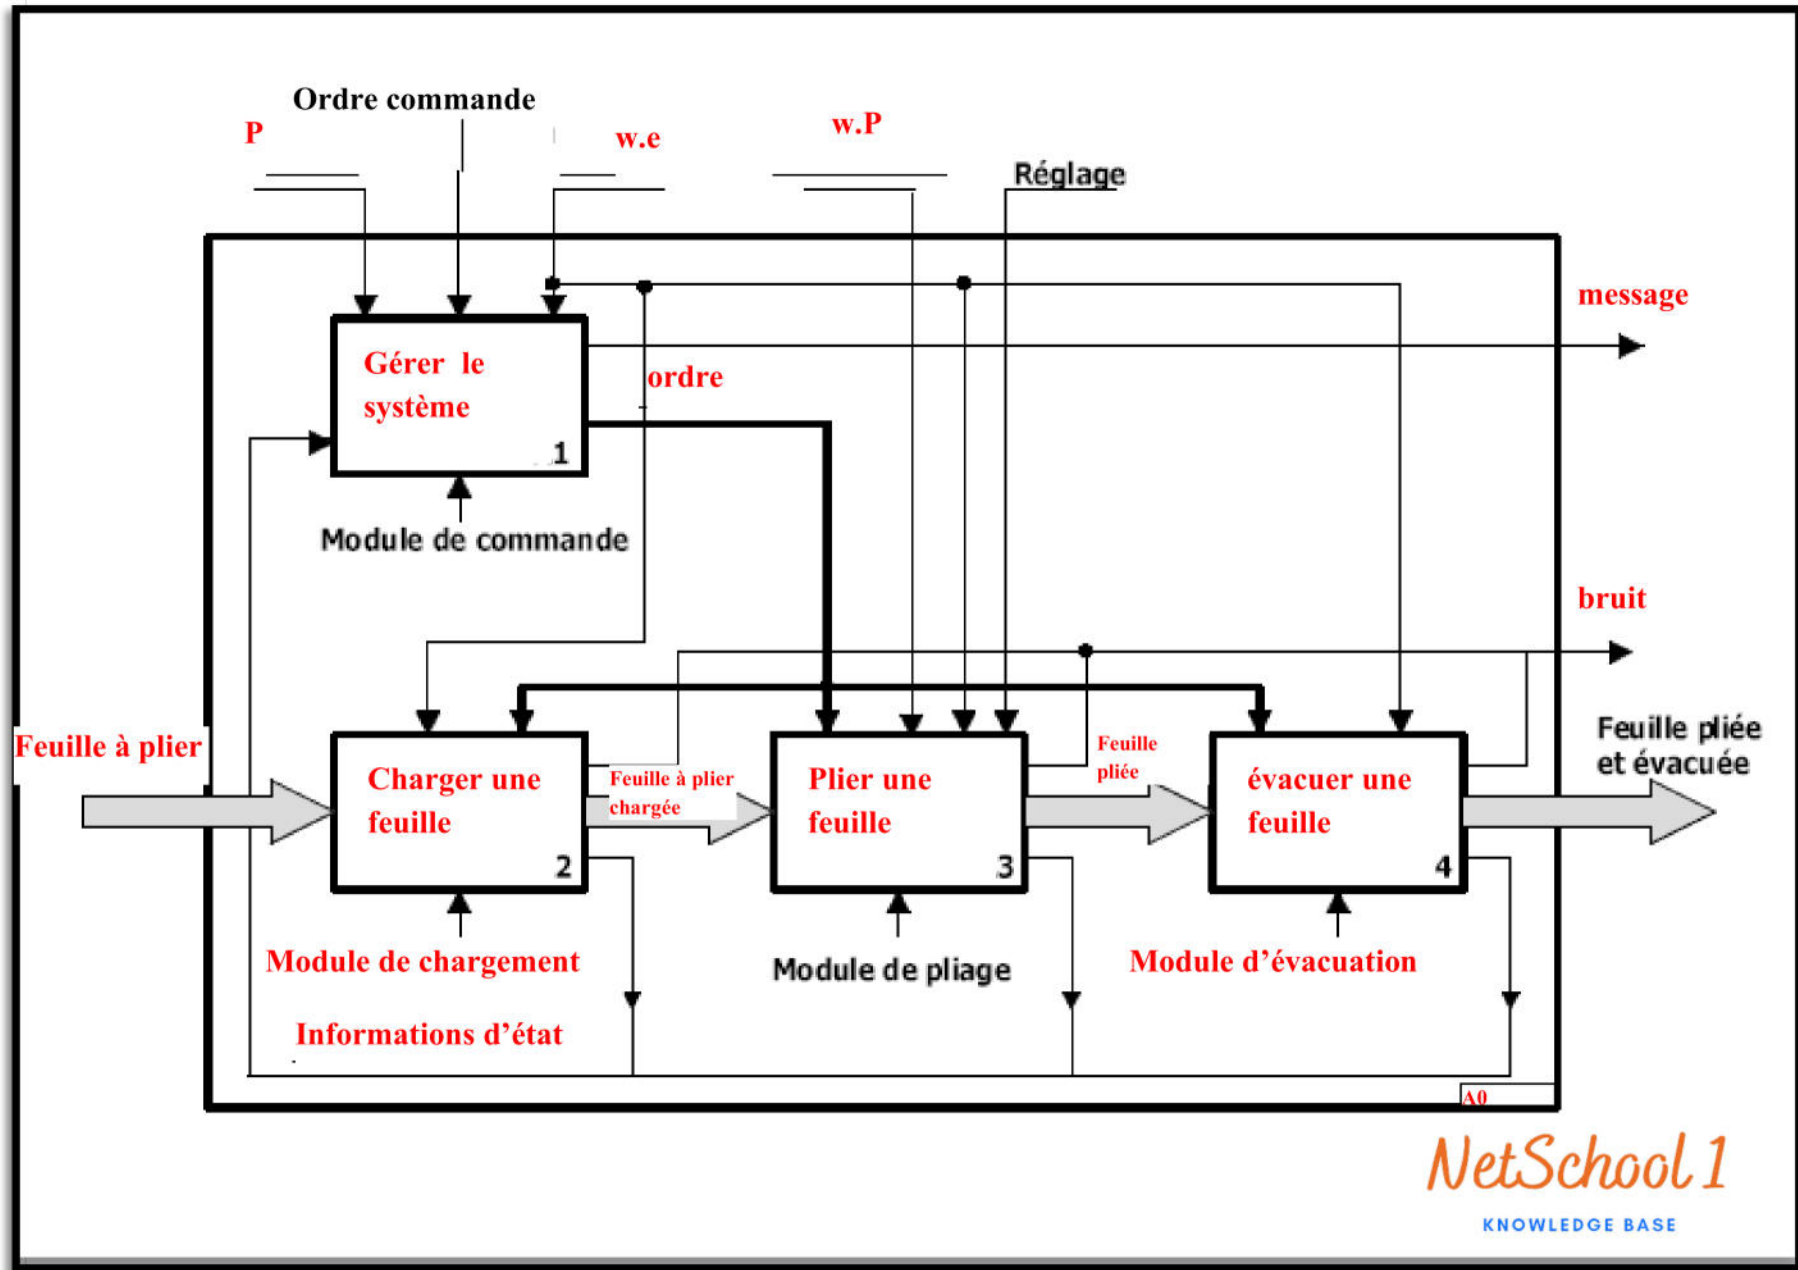 Ordre commande
P
w.e
w.P
Réglage
message
Gérer le
système
ordre
1
Module de commande
bruit
Feuille à plier
Charger une
feuille
2
Feuille à plier
chargée
Plier une
feuille
3
Feuille
pliée
évacuer une
feuille
4
Feuille pliée
et évacuée
Module de chargement
Module de pliage
Module d’évacuation
Informations d’état
A0
NetSchool 1
KNOWLEDGE BASE